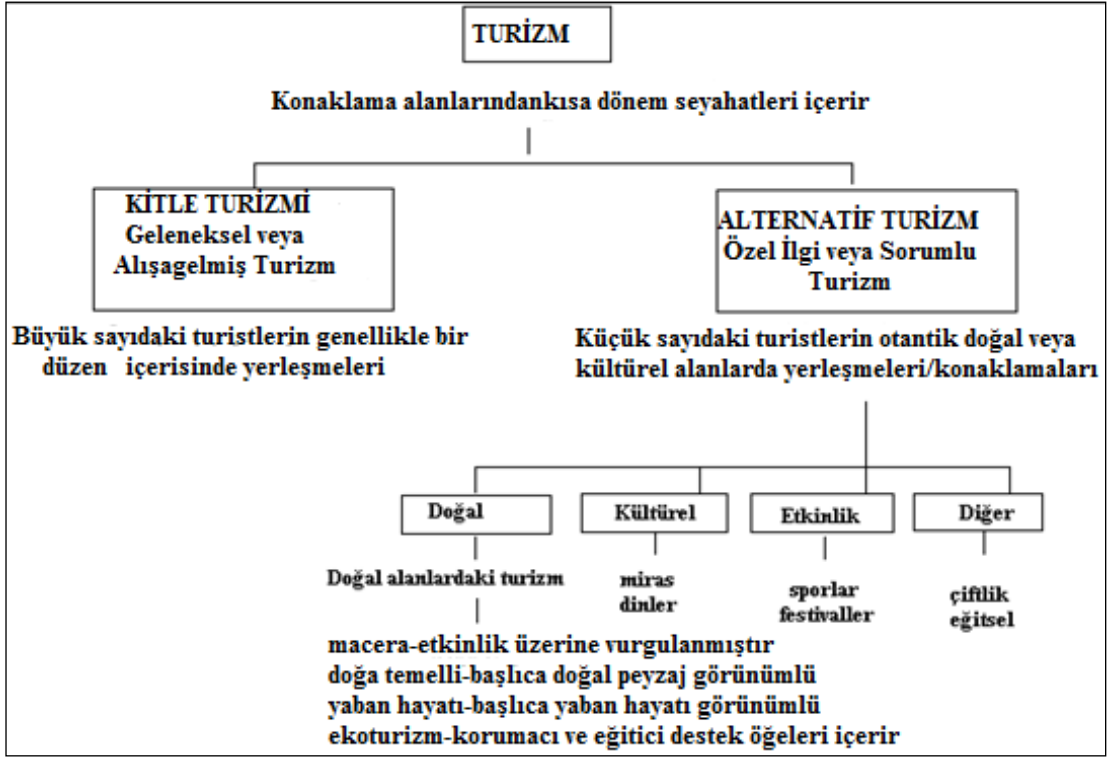 TURİZM
Konaklama alanlarındankısa dönem seyahatleri içerir
KİTLE TURİZMİ
Geleneksel veya
Alışagelmiş Turizm
Büyük sayıdaki turistlerin genellikle bir
düzen içerisinde yerleşmeleri
ALTERNATİF TURİZM
Özel İlgi veya Sorumlu
Turizm
Küçük sayıdaki turistlerin otantik doğal veya
kültürel alanlarda yerleşmeleri/konaklamaları
Doğal
Doğal alanlardaki turizm
macera-etkinlik üzerine vurgulanmıştır
doğa temelli-başlıca doğal peyzaj görünümlü
yaban hayatı-başlıca yaban hayatı görünümlü
ekoturizm-korumacı ve eğitici destek öğeleri içerir
Kültürel
miras
dinler
Etkinlik
sporlar
festivaller
Diğer
çiftlik
eğitsel